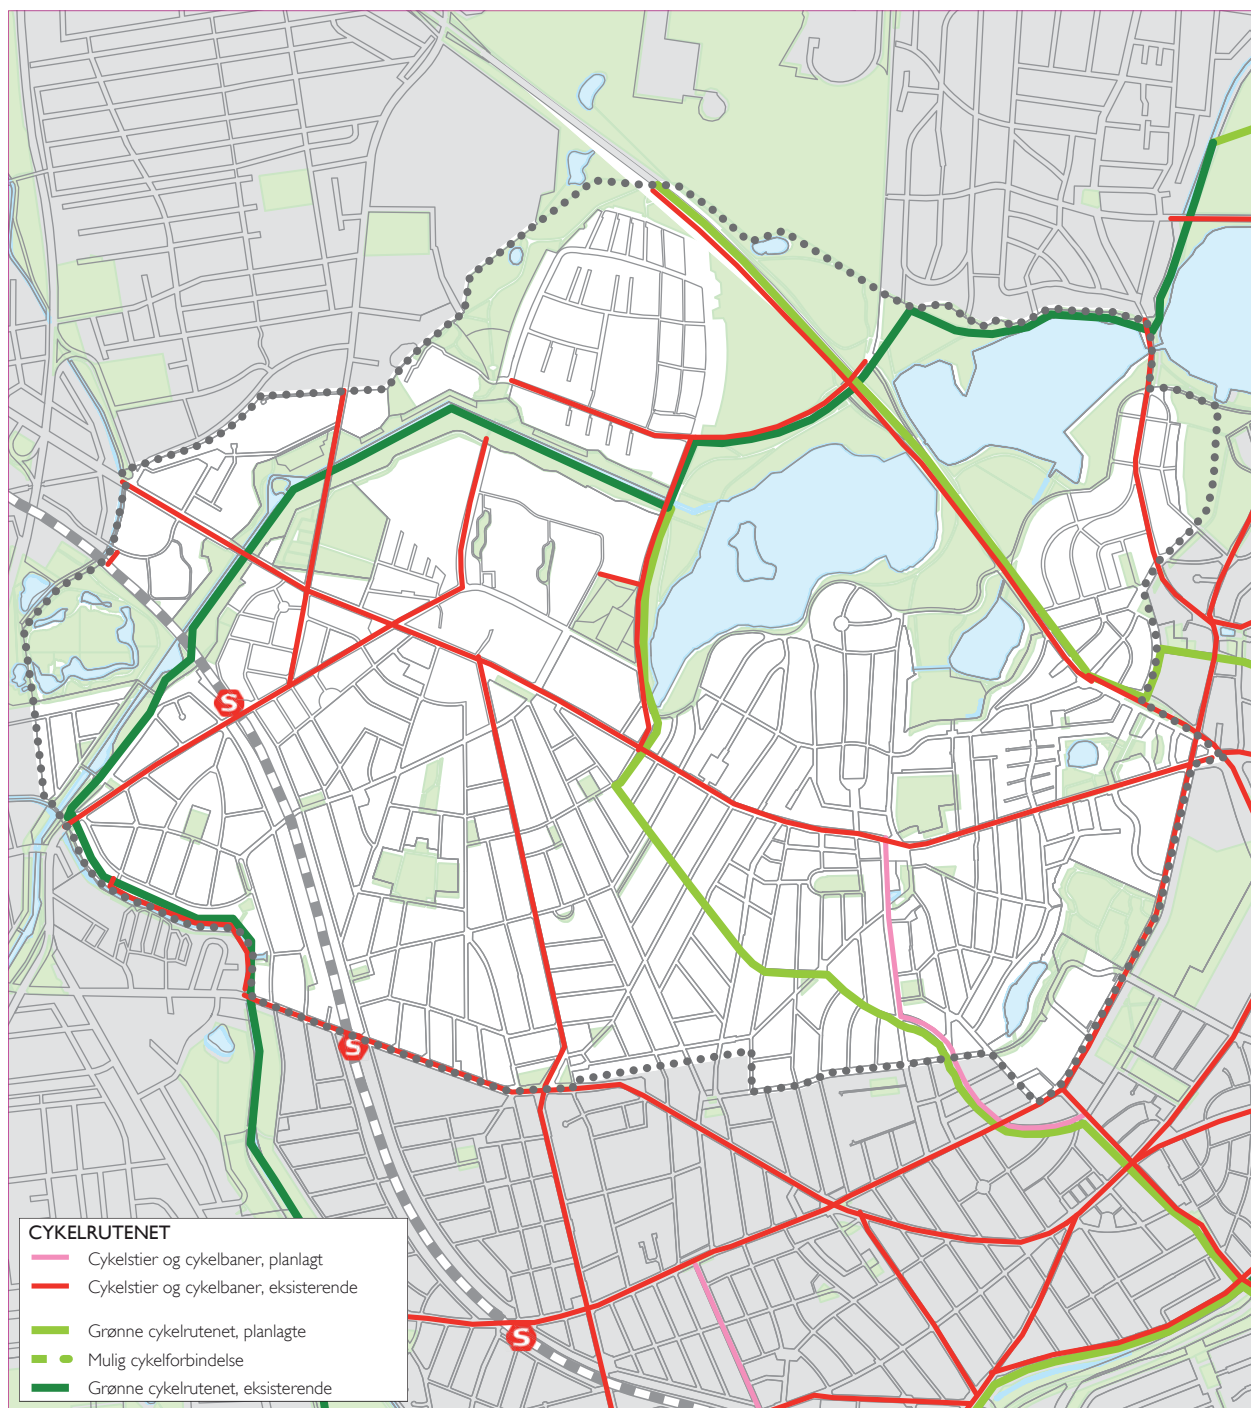 S
S
S
CYKELRUTENET
Cykelstier og cykelbaner, planlagt
Cykelstier og cykelbaner, eksisterende
Grønne cykelrutenet, planlagte
Mulig cykelforbindelse
Grønne cykelrutenet, eksisterende